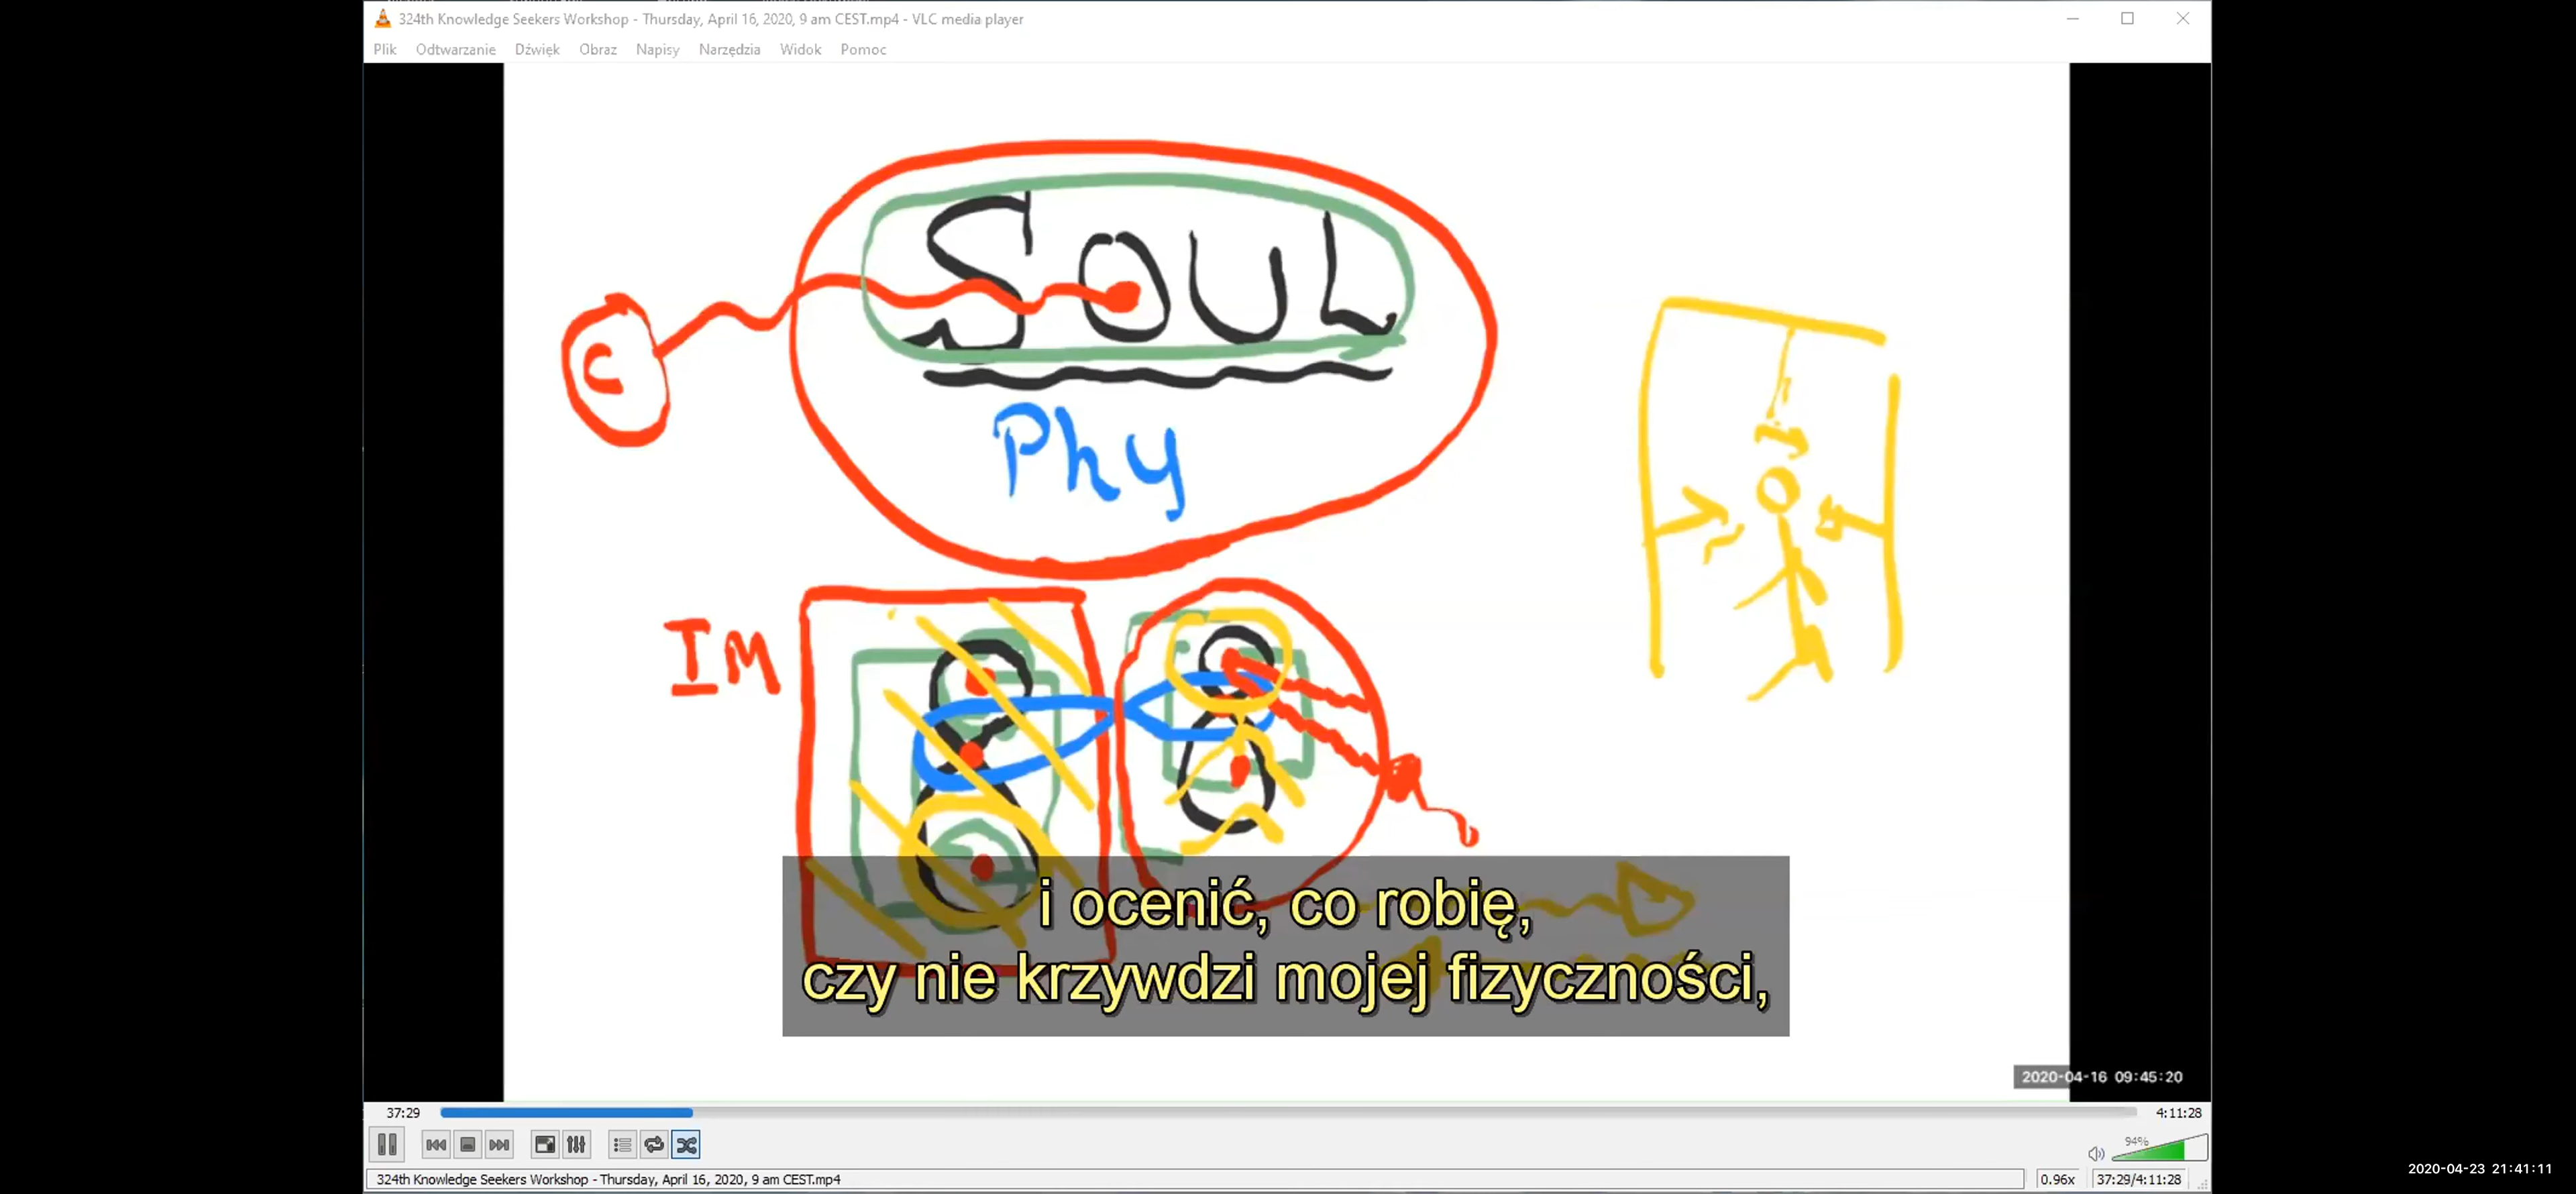 324th Knowledge Seekers Workshop - Thursday, April 16, 2020, 9 am CEST.mp4 - VLC media player
Plik Odtwarzanie Dźwięk Obraz Napisy Narzędzia Widok Pomoc
SOUL
C
Phy
IM
i ocenić, co robię,
czy nie krzywdzi mojej fizyczności,
2020-04-16 09:45:20
37:29 4:11:28
94%
324th Knowledge Seekers Workshop - Thursday, April 16, 2020, 9 am CEST.mp4 0.96x 37:29/4:11:28
2020-04-23 21:41:11